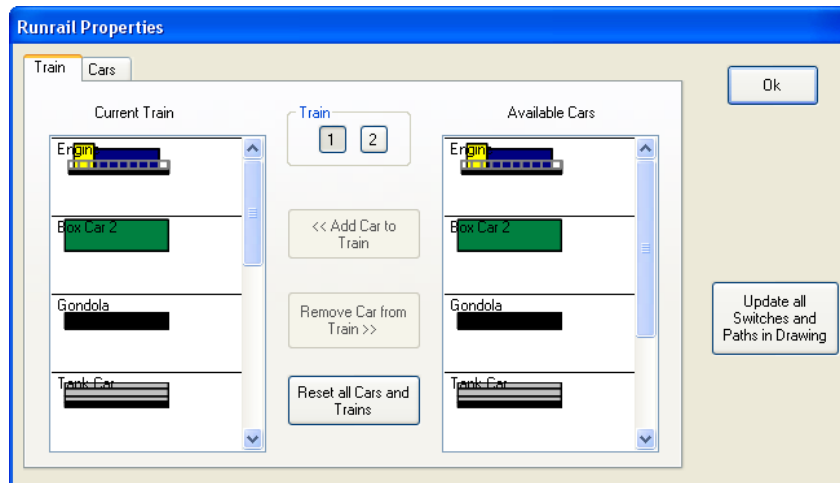 Runrail Properties
Train
Cars
Current Train
Train
Available Cars
Ok
1
2
Engine
Box Car 2
Gondola
Tank Car
<< Add Car to
Train
Remove Car from
Train >>
Reset all Cars and
Trains
Engine
Box Car 2
Gondola
Tank Car
Update all
Switches and
Paths in Drawing